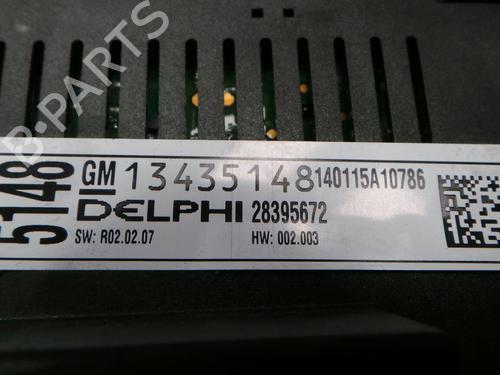 5148
GM 13435148 140115A10786
DELPHI 28395672
SW: R02.02.07 HW: 002.003
B-PARTS